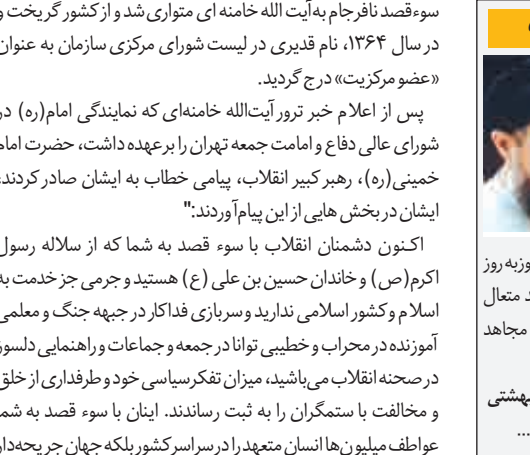 سوءقصد نافرجام به‌آیت الله خامنه ای متواری شد و از کشور گریخت و
در سال ۱۳۶۴، نام قدیری در لیست شورای مرکزی سازمان به عنوان
«عضو مرکزیت» درج گردید.
پس از اعلام خبر ترور آیت‌الله خامنه‌ای که نمایندگی امام(ره) در
شورای عالی دفاع و امامت جمعه تهران را برعهده داشت، حضرت امام
خمینی(ره)، رهبر کبیر انقلاب، پیامی خطاب به ایشان صادر کردند.
ایشان در بخش هایی از این پیام آوردند:"
اکنون دشمنان انقلاب با سوء قصد به شما که از سلاله رسول
اکرم(ص) و خاندان حسین بن علی (ع) هستید و جرمی جز خدمت به
اسلام و کشور اسلامی ندارید و سربازی فداکار در جبهه جنگ و معلمی
آموزنده در محراب و خطیبی توانا در جمعه و جماعات و راهنمایی دلسوز
در صحنه انقلاب می‌باشید، میزان تفکر سیاسی خود و طرفداری از خلق
و مخالفت با ستمگران را به ثبت رساندند. اینان با سوء قصد به شما
عواطف میلیون‌ها انسان متعهد را در سراسر کشور بلکه جهان جریحه‌دار
وزبه روز
متعال
مجاهد
بهشتی
...